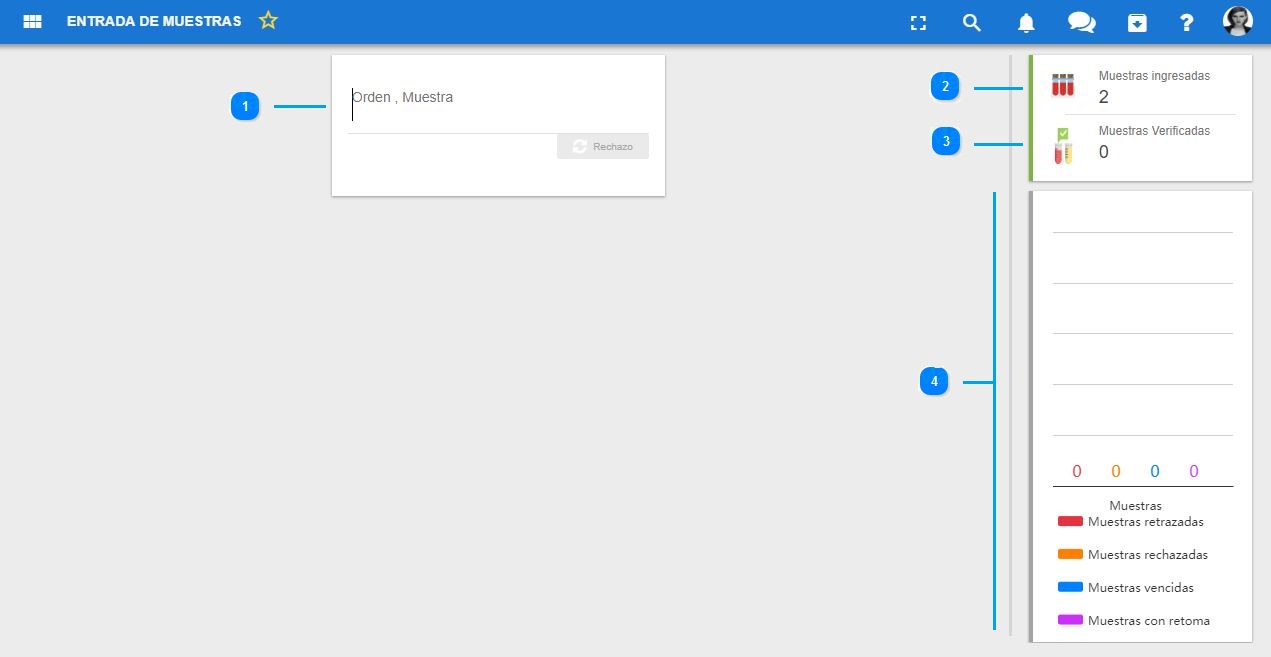 ENTRADA DE MUESTRAS
?
1
Orden , Muestra
Rechazo
2
Muestras ingresadas
2
3
Muestras Verificadas
0
4
0 0 0 0
Muestras
Muestras retrazadas
Muestras rechazadas
Muestras vencidas
Muestras con retoma